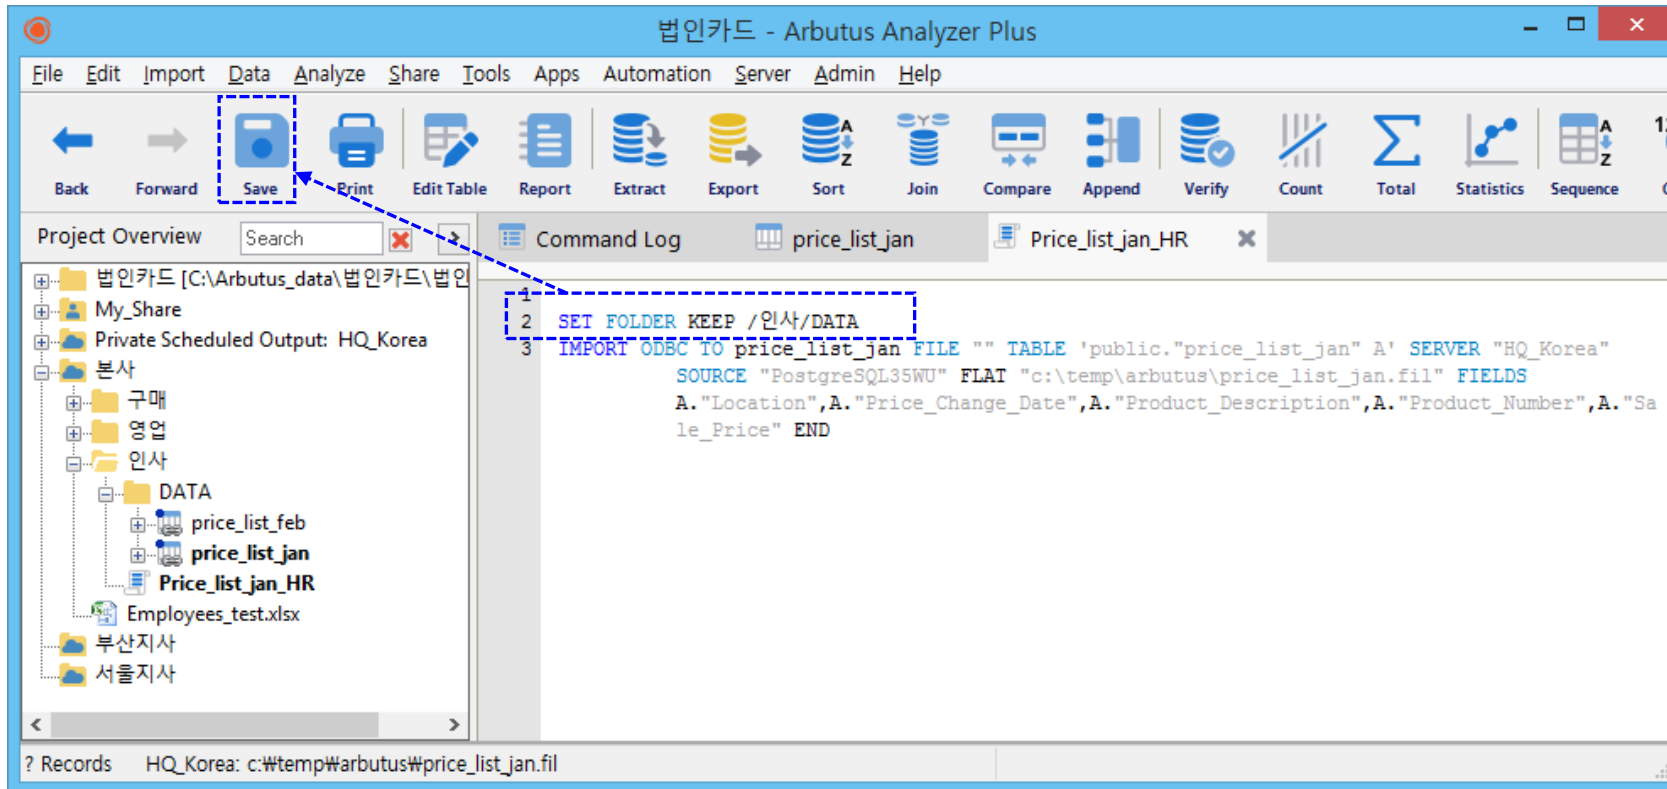 법인카드 - Arbutus Analyzer Plus
File Edit Import Data Analyze Share Tools Apps Automation Server Admin Help
Back Forward Save Print Edit Table Report Extract Export Sort Join Compare Append Verify Count Total Statistics Sequence
Project Overview Search
Command Log price_list_jan Price_list_jan_HR
법인카드 [C:\Arbutus_data\법인카드\법인
My_Share
Private Scheduled Output: HQ_Korea
본사
구매
영업
인사
DATA
price_list_feb
price_list_jan
Price_list_jan_HR
Employees_test.xlsx
부산지사
서울지사
1
2 SET FOLDER KEEP /인사/DATA
3 IMPORT ODBC TO price_list_jan FILE "" TABLE 'public."price_list_jan" A' SERVER "HQ_Korea"
SOURCE "PostgreSQL35WU" FLAT "c:\temp\arbutus\price_list_jan.fil" FIELDS
A."Location",A."Price_Change_Date",A."Product_Description",A."Product_Number",A."Sa
le_Price" END
? Records HQ_Korea: c:₩temp₩arbutus₩price_list_jan.fil